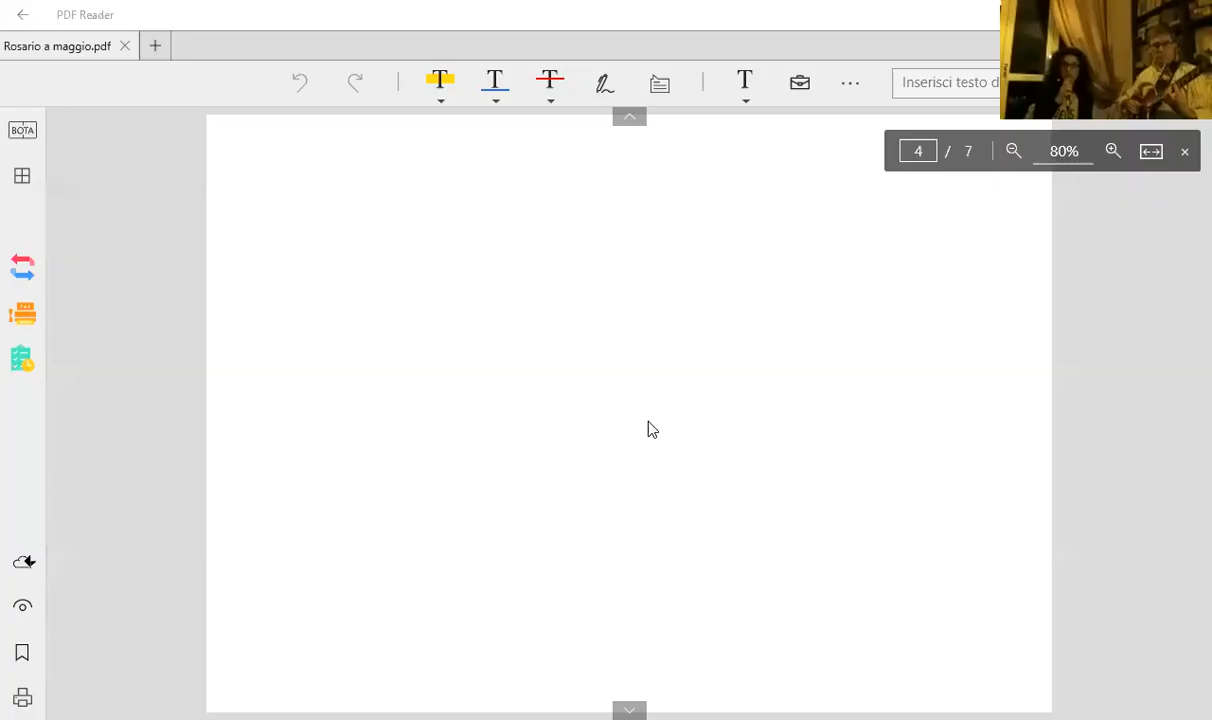 PDF Reader
Rosario a maggio.pdf
T T T T Inserisci testo d
4 / 7 80%
BOTA